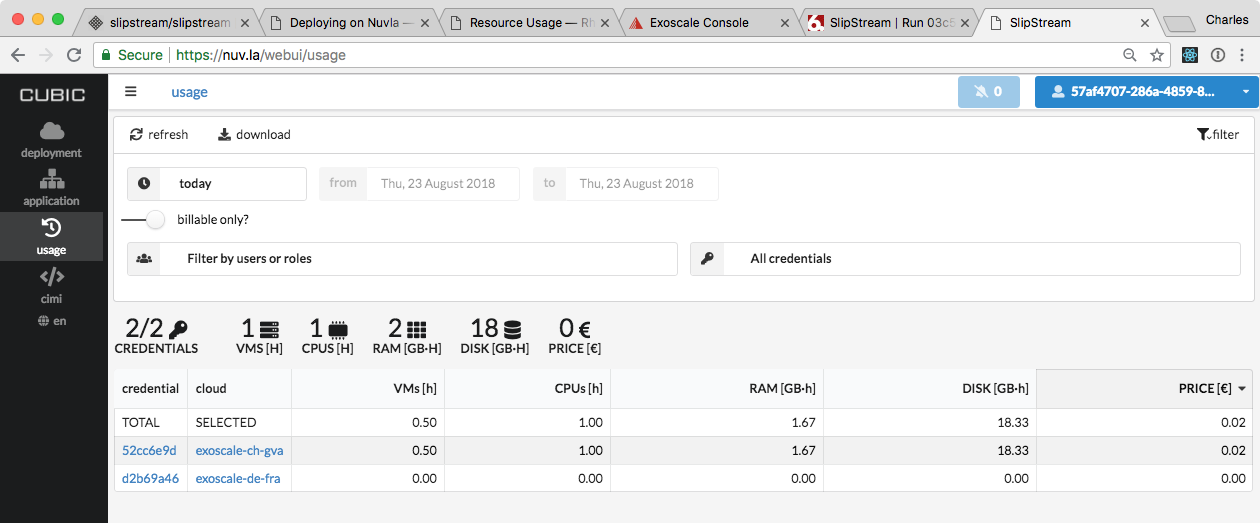 slipstream/slipstream
Deploying on Nuvla —
Resource Usage — Rh
Exoscale Console
SlipStream | Run 03c5
SlipStream
Charles
Secure
https://nuv.la/webui/usage
CUBIC
usage
0
57af4707-286a-4859-8...
deployment
application
usage
cimi
en
refresh
download
filter
today
from
Thu, 23 August 2018
to
Thu, 23 August 2018
billable only?
Filter by users or roles
All credentials
2/2
CREDENTIALS
1
VMS [H]
1
CPUS [H]
2
RAM [GB·H]
18
DISK [GB·H]
0 €
PRICE [€]
credential cloud VMs [h] CPUs [h] RAM [GB·h] DISK [GB·h] PRICE [€]
TOTAL SELECTED 0.50 1.00 1.67 18.33 0.02
52cc6e9d exoscale-ch-gva 0.50 1.00 1.67 18.33 0.02
d2b69a46 exoscale-de-fra 0.00 0.00 0.00 0.00 0.00